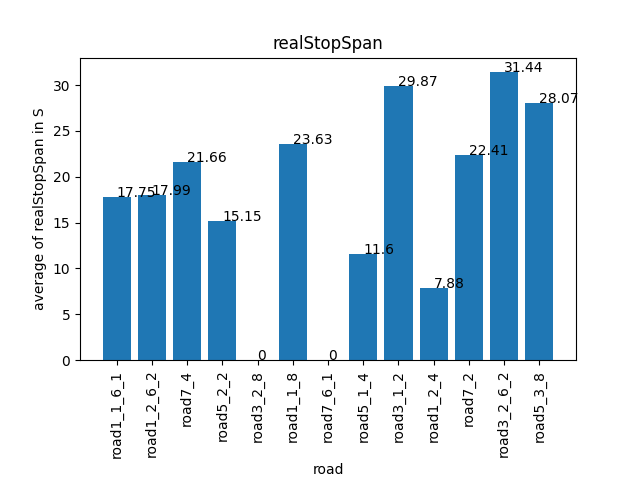 realStopSpan
average of realStopSpan in S
30
25
20
15
10
5
0
17.75
17.99
21.66
15.15
0
23.63
0
11.6
29.87
7.88
22.41
31.44
28.07
road1_1_6_1
road1_2_6_2
road7_4
road5_2_2
road3_2_8
road1_1_8
road7_6_1
road5_1_4
road3_1_2
road1_2_4
road7_2
road3_2_6_2
road5_3_8
road